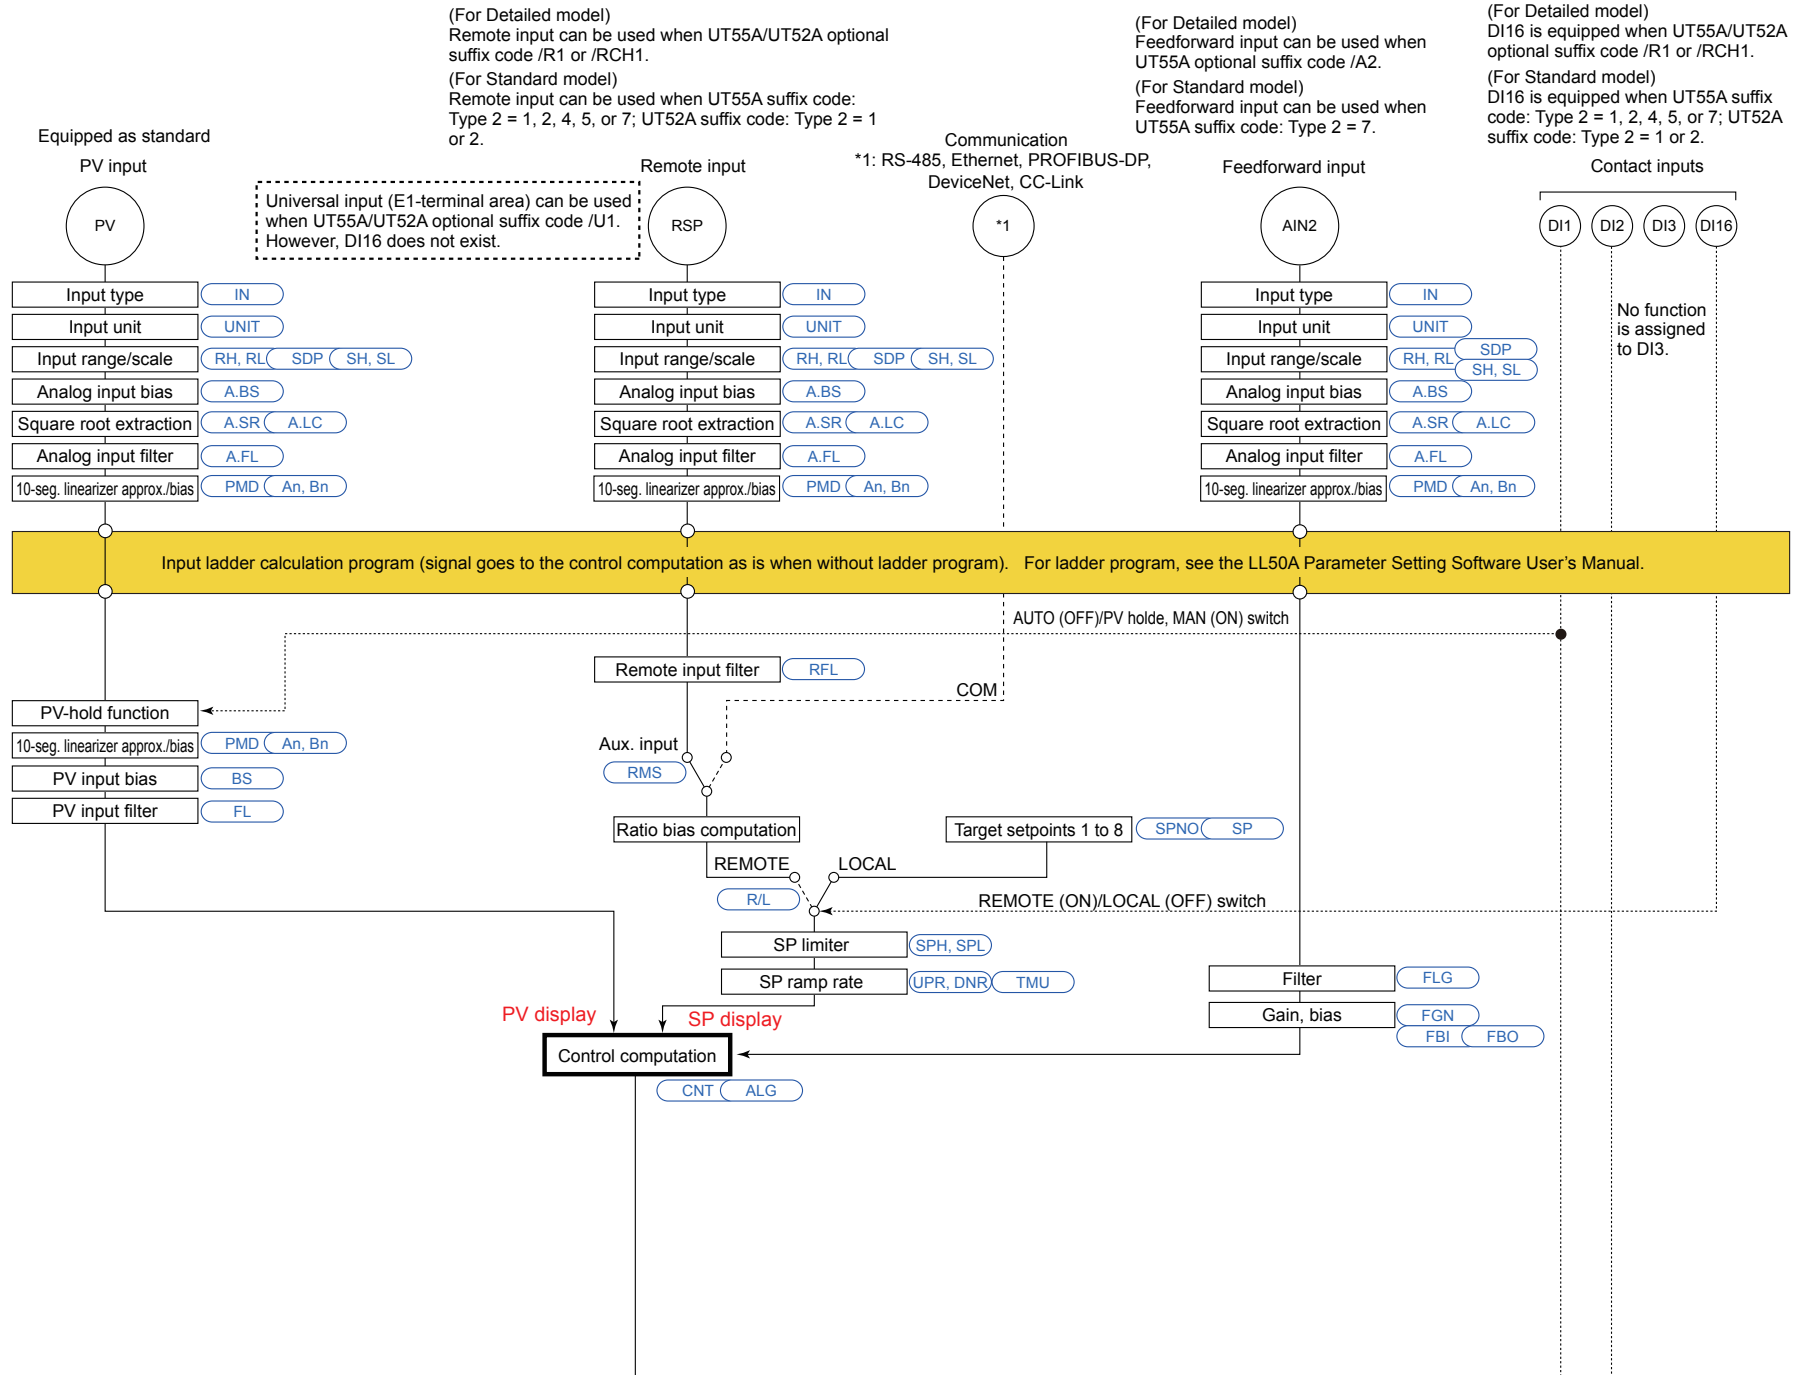 (For Detailed model)
Remote input can be used when UT55A/UT52A optional
suffix code /R1 or /RCH1.
(For Standard model)
Remote input can be used when UT55A suffix code:
Type 2 = 1, 2, 4, 5, or 7; UT52A suffix code: Type 2 = 1
or 2.
(For Detailed model)
Feedforward input can be used when
UT55A optional suffix code /A2.
(For Standard model)
Feedforward input can be used when
UT55A suffix code: Type 2 = 7.
(For Detailed model)
DI16 is equipped when UT55A/UT52A
optional suffix code /R1 or /RCH1.
(For Standard model)
DI16 is equipped when UT55A suffix
code: Type 2 = 1, 2, 4, 5, or 7; UT52A
suffix code: Type 2 = 1 or 2.
Equipped as standard
PV input
Remote input
Communication
*1: RS-485, Ethernet, PROFIBUS-DP,
DeviceNet, CC-Link
Feedforward input
Contact inputs
PV
Universal input (E1-terminal area) can be used
when UT55A/UT52A optional suffix code /U1.
However, DI16 does not exist.
RSP
*1
AIN2
DI1
DI2
DI3
DI16
Input type
IN
Input unit
UNIT
Input range/scale
RH, RL
SDP
SH, SL
Analog input bias
A.BS
Square root extraction
A.SR
A.LC
Analog input filter
A.FL
10-seg. linearizer approx./bias
PMD
An, Bn
Input type
IN
Input unit
UNIT
Input range/scale
RH, RL
SDP
SH, SL
Analog input bias
A.BS
Square root extraction
A.SR
A.LC
Analog input filter
A.FL
10-seg. linearizer approx./bias
PMD
An, Bn
Input type
IN
Input unit
UNIT
Input range/scale
RH, RL
SDP
SH, SL
Analog input bias
A.BS
Square root extraction
A.SR
A.LC
Analog input filter
A.FL
10-seg. linearizer approx./bias
PMD
An, Bn
No function
is assigned
to DI3.
Input ladder calculation program (signal goes to the control computation as is when without ladder program). For ladder program, see the LL50A Parameter Setting Software User's Manual.
AUTO (OFF)/PV holde, MAN (ON) switch
Remote input filter
RFL
COM
PV-hold function
10-seg. linearizer approx./bias
PMD
An, Bn
PV input bias
BS
PV input filter
FL
Aux. input
RMS
Ratio bias computation
Target setpoints 1 to 8
SPNO
SP
REMOTE
LOCAL
R/L
REMOTE (ON)/LOCAL (OFF) switch
SP limiter
SPH, SPL
SP ramp rate
UPR, DNR
TMU
Filter
FLG
Gain, bias
FGN
FBI
FBO
PV display
SP display
Control computation
CNT
ALG